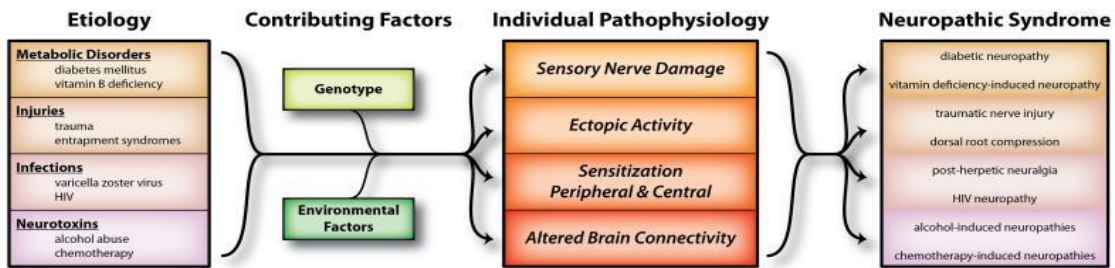 Etiology
Metabolic Disorders
diabetes mellitus
vitamin B deficiency
Injuries
trauma
entrapment syndromes
Infections
varicella zoster virus
HIV
Neurotoxins
alcohol abuse
chemotherapy
Contributing Factors
Genotype
Environmental
Factors
Individual Pathophysiology
Sensory Nerve Damage
Ectopic Activity
Sensitization
Peripheral & Central
Altered Brain Connectivity
Neuropathic Syndrome
diabetic neuropathy
vitamin deficiency-induced neuropathy
traumatic nerve injury
dorsal root compression
post-herpetic neuralgia
HIV neuropathy
alcohol-induced neuropathies
chemotherapy-induced neuropathies